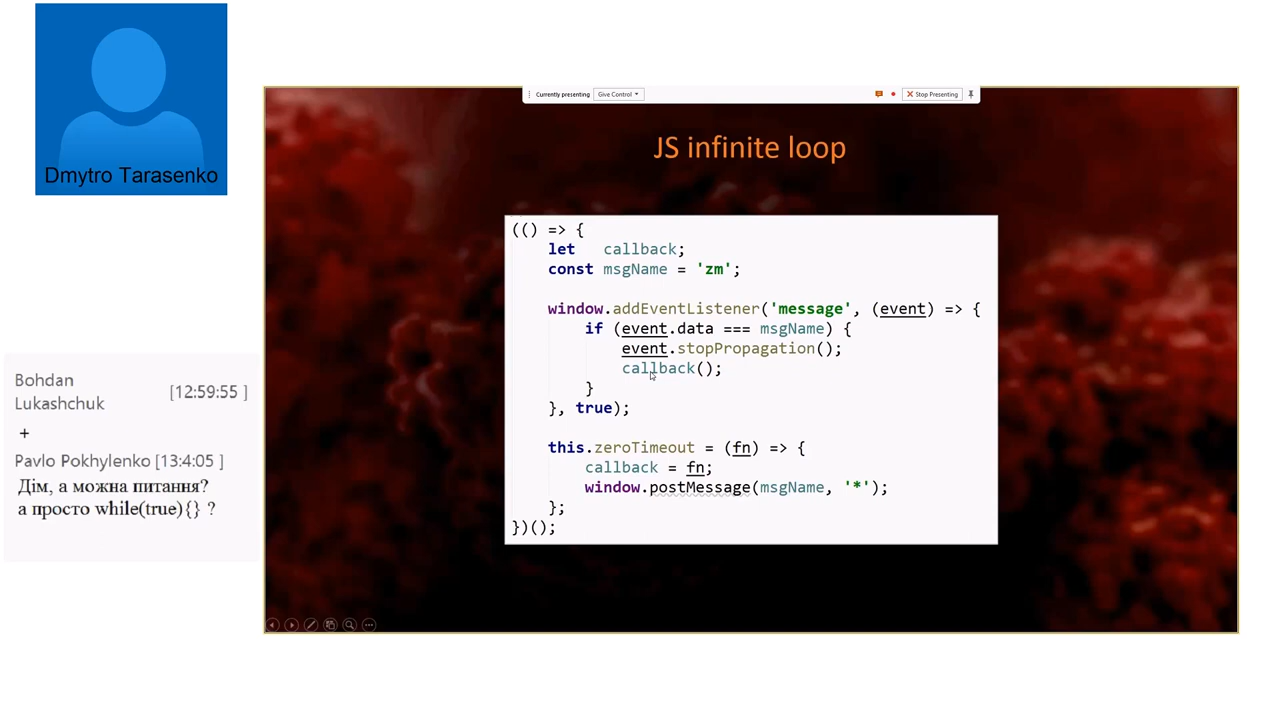 Dmytro Tarasenko
Bohdan
Lukashchuk
[12:59:55 ]
+
Pavlo Pokhylenko [13:4:05 ]
Дім, а можна питання?
а просто while(true){} ?
Currently presenting
Give Control
Stop Presenting
JS infinite loop
(() => {
    let   callback;
    const msgName = 'zm';
    window.addEventListener('message', (event) => {
        if (event.data === msgName) {
            event.stopPropagation();
            callback();
        }
    }, true);
    this.zeroTimeout = (fn) => {
        callback = fn;
        window.postMessage(msgName, '*');
    };
})();